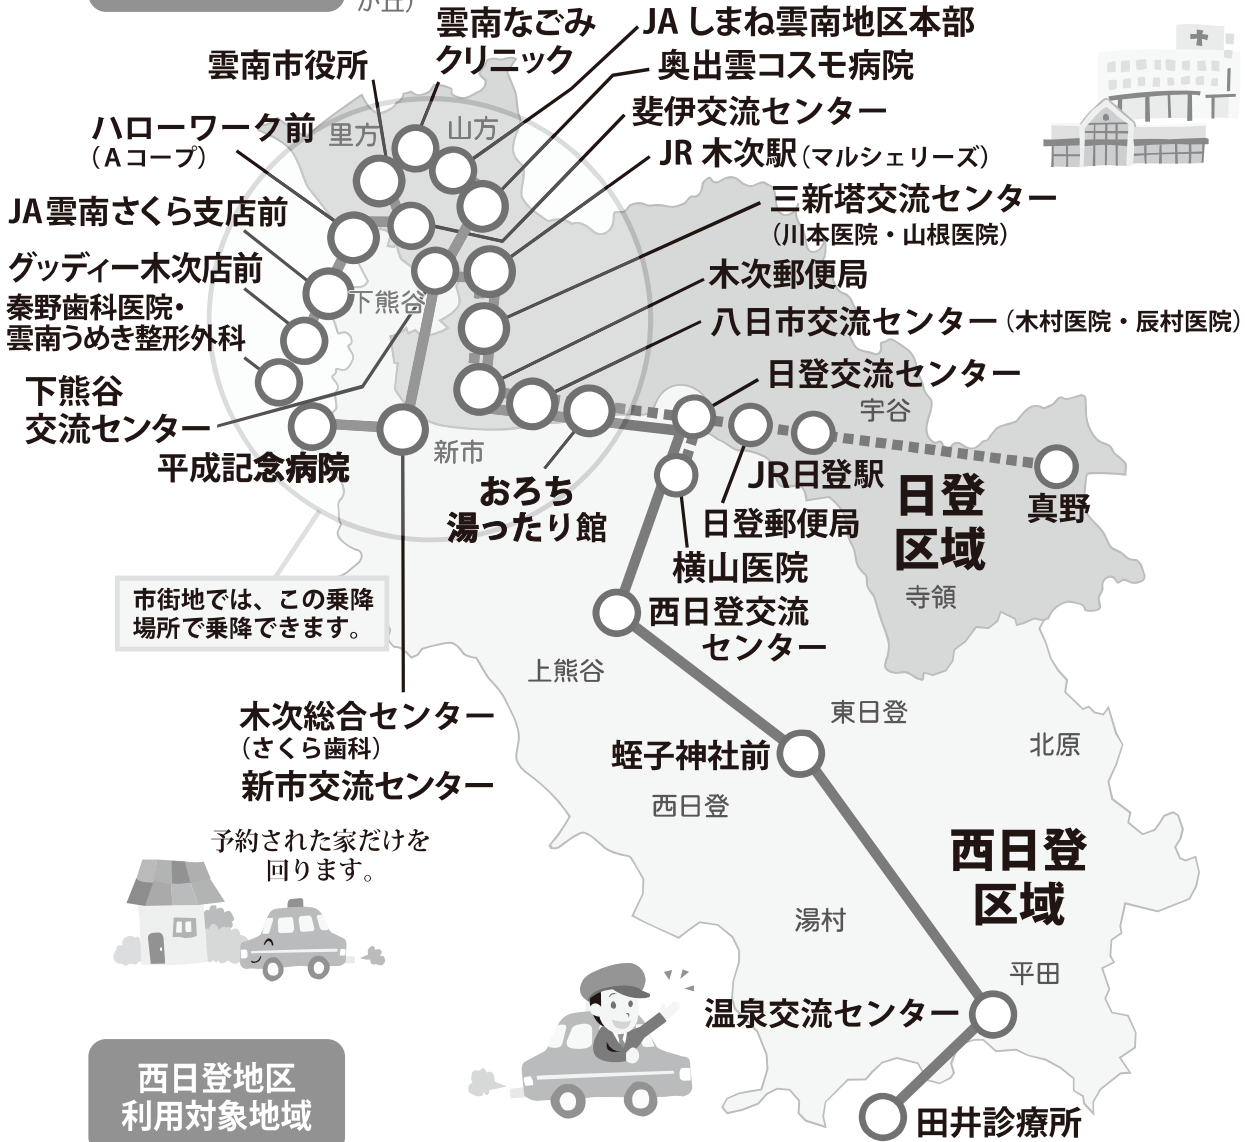 が丘）
雲南なごみ
クリニック
JAしまね雲南地区本部
雲南市役所
奥出雲コスモ病院
斐伊交流センター
ハローワーク前
（Aコープ）
里方
山方
JR 木次駅（マルシェリーズ）
三新塔交流センター
（川本医院・山根医院）
JA雲南さくら支店前
グッディー木次店前
木次郵便局
下熊谷
秦野歯科医院・
雲南うめき整形外科
八日市交流センター（木村医院・辰村医院）
下熊谷
交流センター
日登交流センター
宇谷
平成記念病院
新市
JR日登駅
おろち
湯ったり館
日登
区域
真野
日登郵便局
横山医院
寺領
市街地では、この乗降
場所で乗降できます。
西日登交流
センター
上熊谷
木次総合センター
（さくら歯科）
新市交流センター
東日登
北原
蛭子神社前
西日登
予約された家だけを
回ります。
西日登
区域
湯村
平田
温泉交流センター
西日登地区
利用対象地域
田井診療所